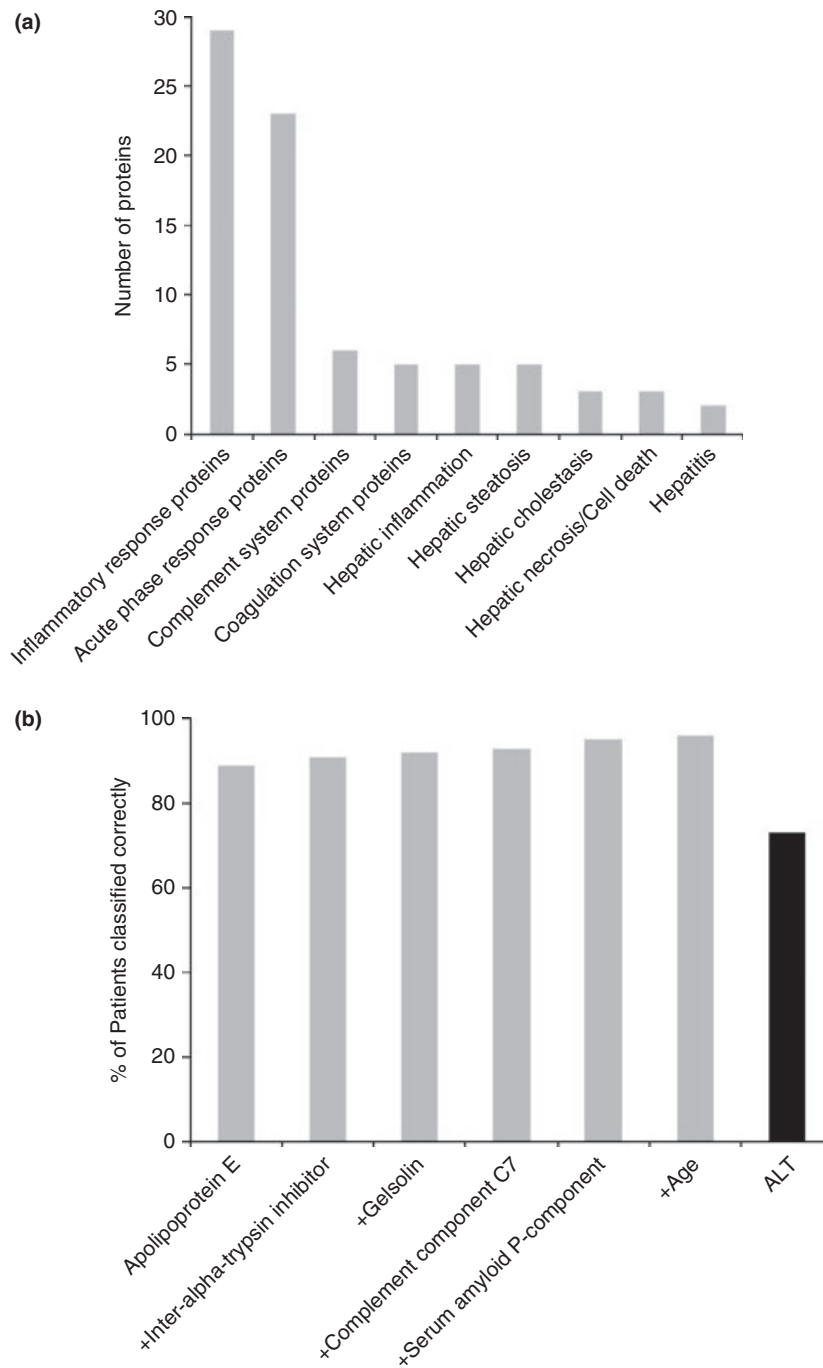 (a)
30
25
20
15
10
5
0
Number of proteins
Inflammatory response proteins
Acute phase response proteins
Complement system proteins
Coagulation system proteins
Hepatic inflammation
Hepatic steatosis
Hepatic cholestasis
Hepatic necrosis/Cell death
Hepatitis
(b)
100
80
60
40
20
0
% of Patients classified correctly
Apolipoprotein E
+Inter-alpha-trypsin inhibitor
+Gelsolin
+Complement component C7
+Serum amyloid P-component
+Age
ALT